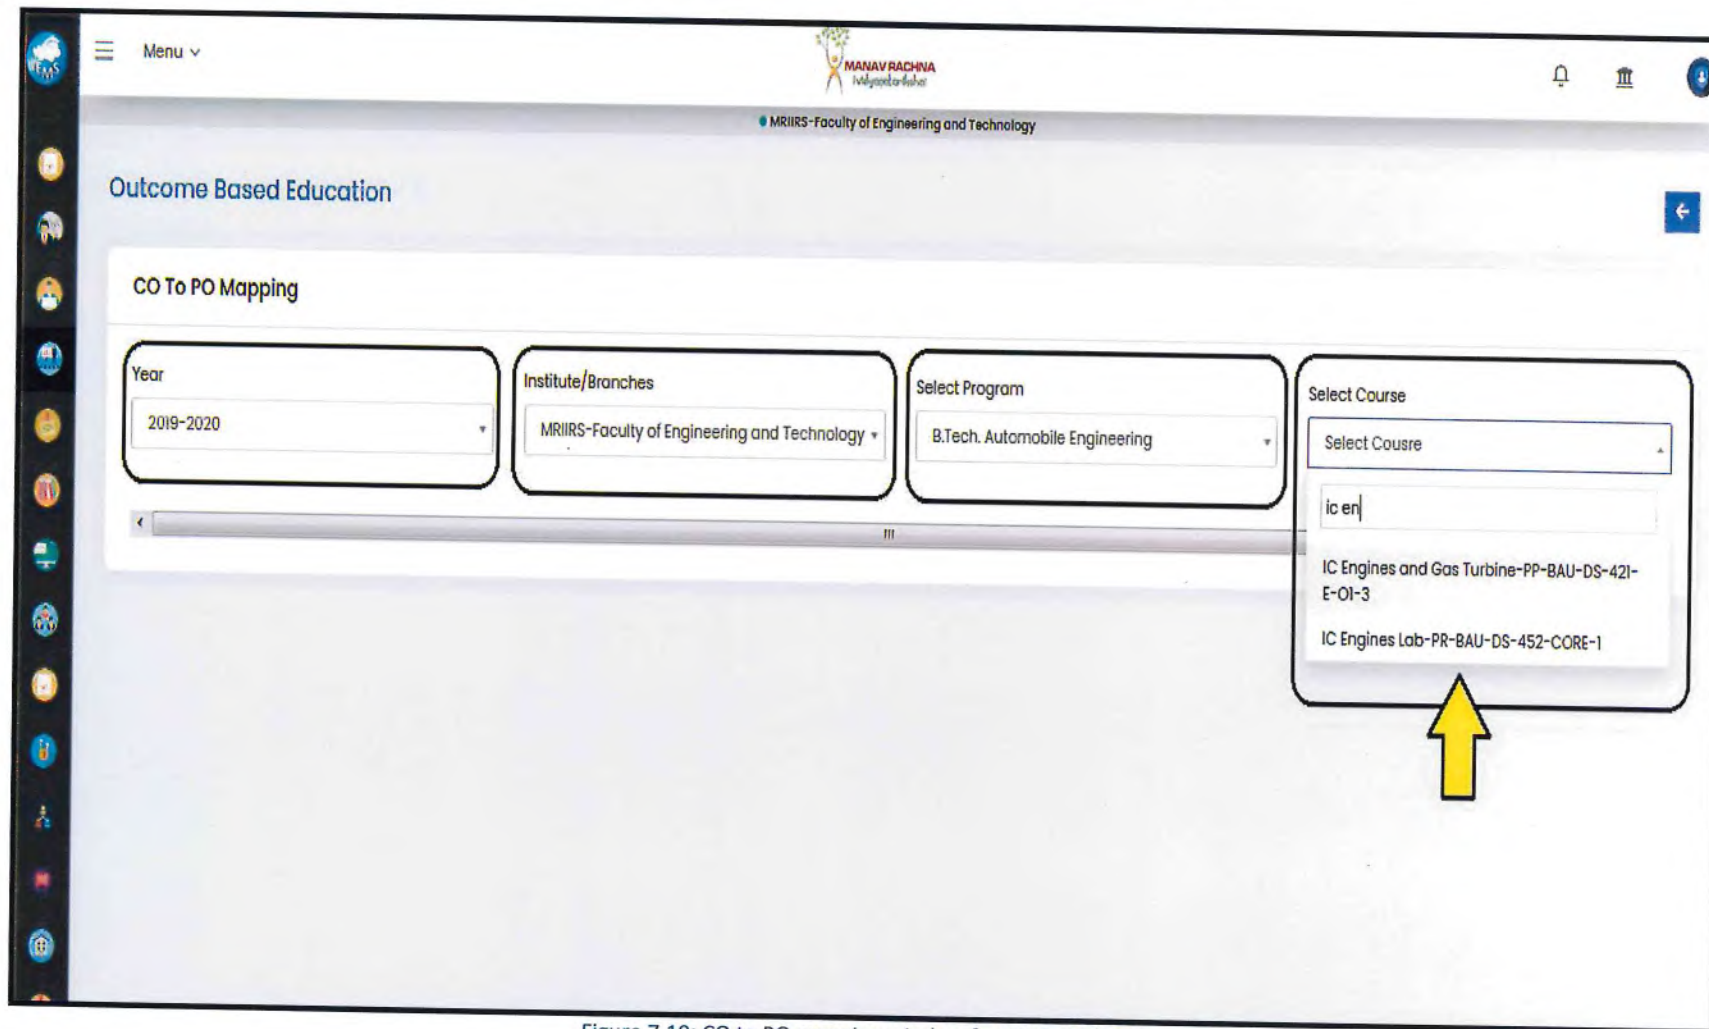 EMS
Menu
MANAV RACHNA
MRIIRS-Faculty of Engineering and Technology
Outcome Based Education
CO To PO Mapping
Year
2019-2020
Institute/Branches
MRIIRS-Faculty of Engineering and Technology
Select Program
B.Tech. Automobile Engineering
Select Course
Select Cousre
ic en
IC Engines and Gas Turbine-PP-BAU-DS-421-
E-O1-3
IC Engines Lab-PR-BAU-DS-452-CORE-1